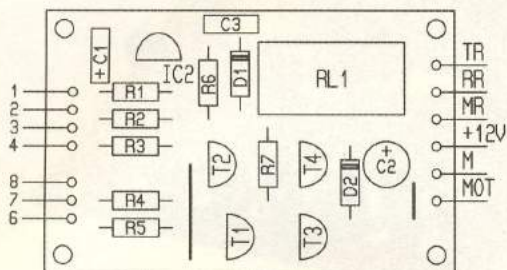 C3
TR
+C1
IC2
R6
D1
RL1
RR
1
R1
MR
2
R2
+12V
3
4
R3
T2
R7
T4
+
C2
M
8
D2
MOT
7
R4
6
R5
T1
T3